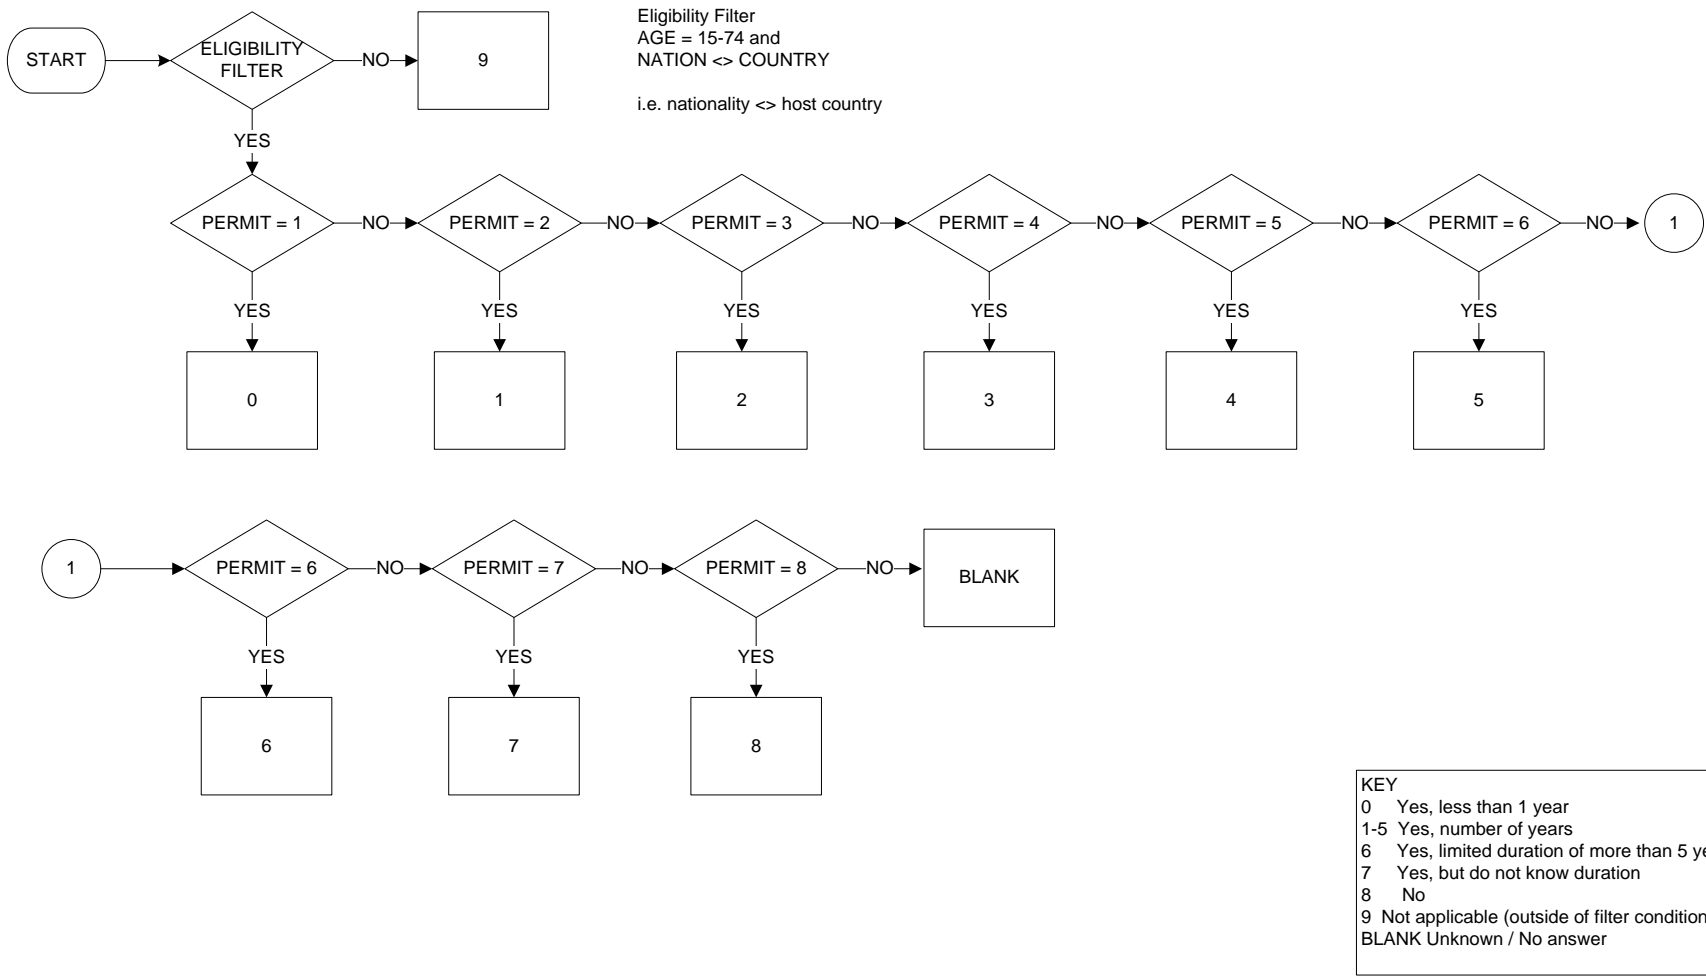 Eligibility Filter
AGE = 15-74 and
NATION <> COUNTRY
i.e. nationality <> host country
START
ELIGIBILITY
FILTER
NO
9
YES
PERMIT = 1
NO
PERMIT = 2
NO
PERMIT = 3
NO
PERMIT = 4
NO
PERMIT = 5
NO
PERMIT = 6
NO
1
YES
YES
YES
YES
YES
YES
0
1
2
3
4
5
1
PERMIT = 6
NO
PERMIT = 7
NO
PERMIT = 8
NO
BLANK
YES
YES
YES
6
7
8
KEY
0 Yes, less than 1 year
1-5 Yes, number of years
6 Yes, limited duration of more than 5 ye
7 Yes, but do not know duration
8 No
9 Not applicable (outside of filter condition
BLANK Unknown / No answer